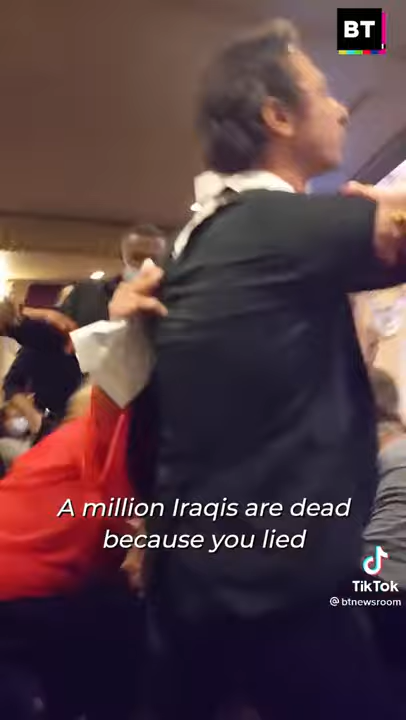 BT
A million Iraqis are dead
because you lied
TikTok
@btnewsroom